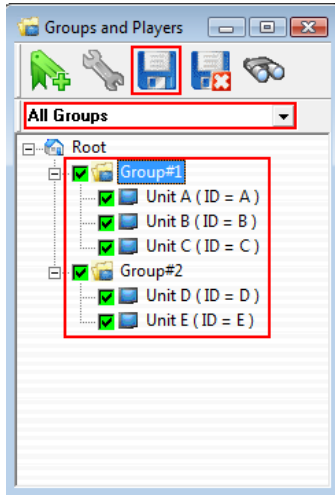 Groups and Players
All Groups
Root
Group#1
Unit A ( ID = A )
Unit B ( ID = B )
Unit C ( ID = C )
Group#2
Unit D ( ID = D )
Unit E ( ID = E )